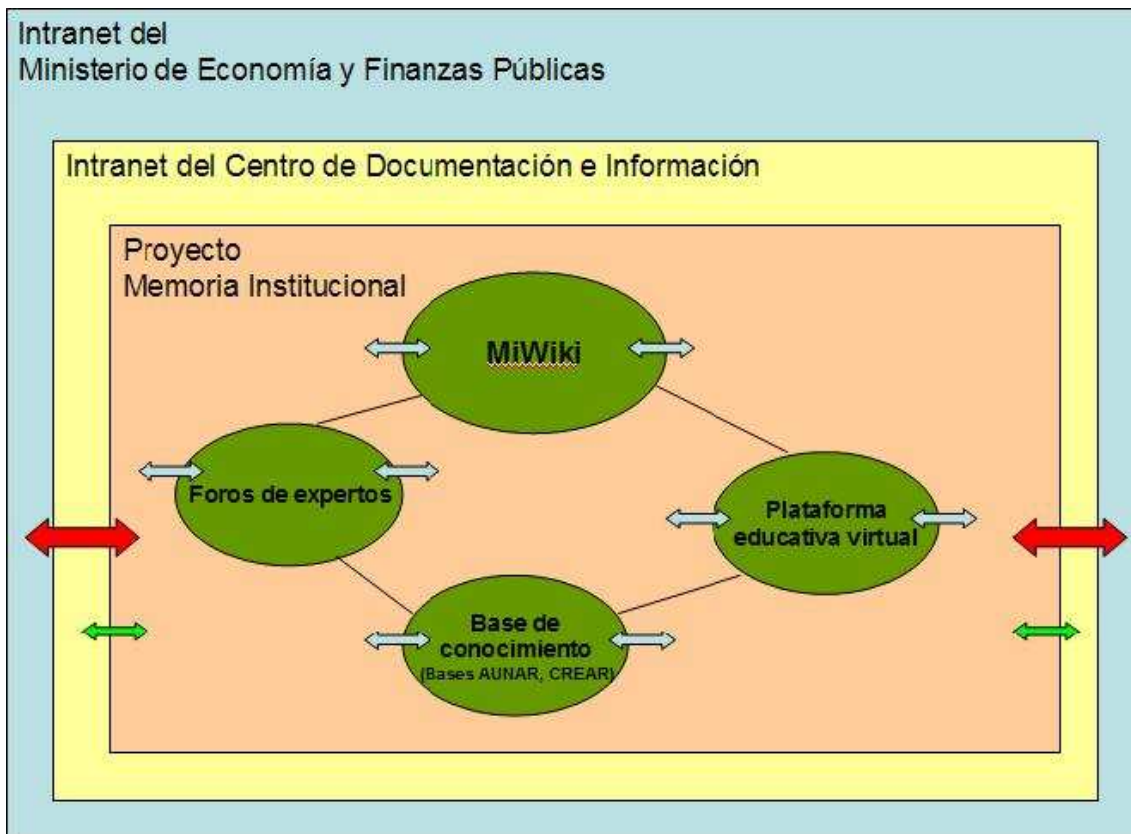 Intranet del
Ministerio de Economía y Finanzas Públicas
Intranet del Centro de Documentación e Información
Proyecto
Memoria Institucional
MiWiki
Foros de expertos
Plataforma
educativa virtual
Base de
conocimiento
(Bases AUNAR, CREAR)